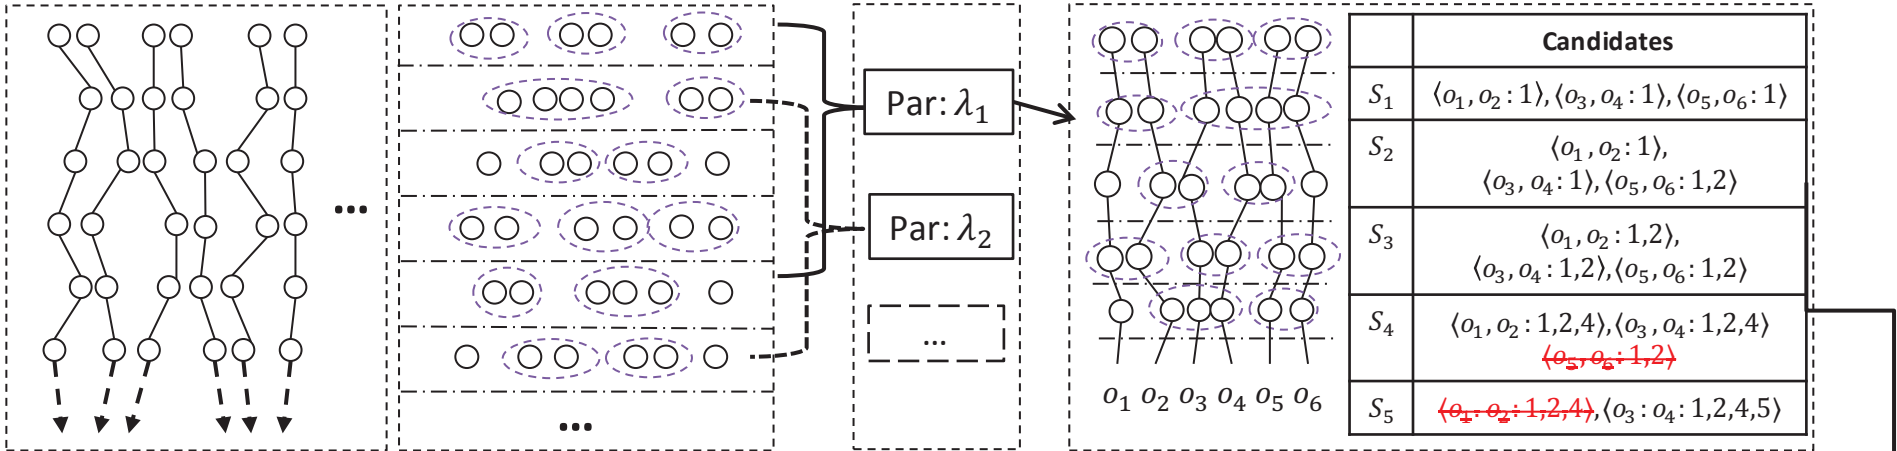 ...
...
Par: λ₁
Par: λ₂
...
o₁ o₂ o₃ o₄ o₅ o₆
Candidates
S₁ ⟨o₁, o₂ : 1⟩,⟨o₃, o₄ : 1⟩,⟨o₅, o₆ : 1⟩
S₂ ⟨o₁, o₂ : 1⟩,
⟨o₃, o₄ : 1⟩,⟨o₅, o₆ : 1,2⟩
S₃ ⟨o₁, o₂ : 1,2⟩,
⟨o₃, o₄ : 1,2⟩,⟨o₅, o₆ : 1,2⟩
S₄ ⟨o₁, o₂ : 1,2,4⟩,⟨o₃, o₄ : 1,2,4⟩
⟨o₅, o₆ : 1,2⟩
S₅ ⟨o₁ : o₂ : 1,2,4⟩,⟨o₃ : o₄ : 1,2,4,5⟩